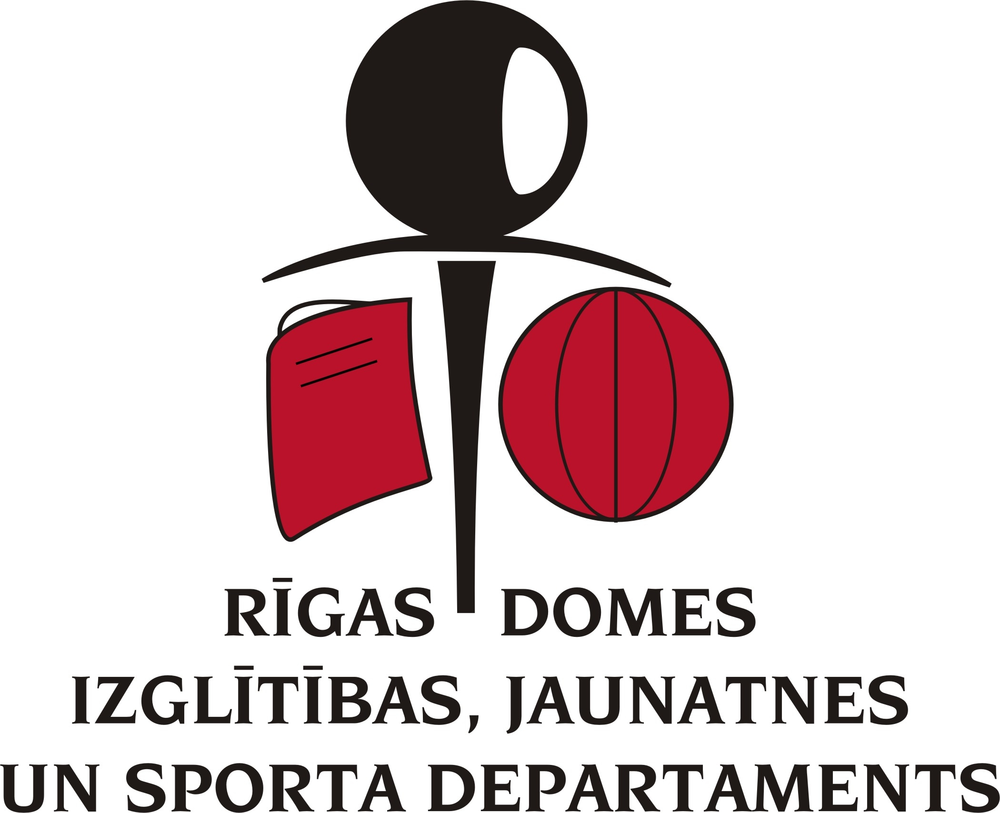 RĪGAS DOMES
IZGLĪTĪBAS, JAUNATNES
UN SPORTA DEPARTAMENTS